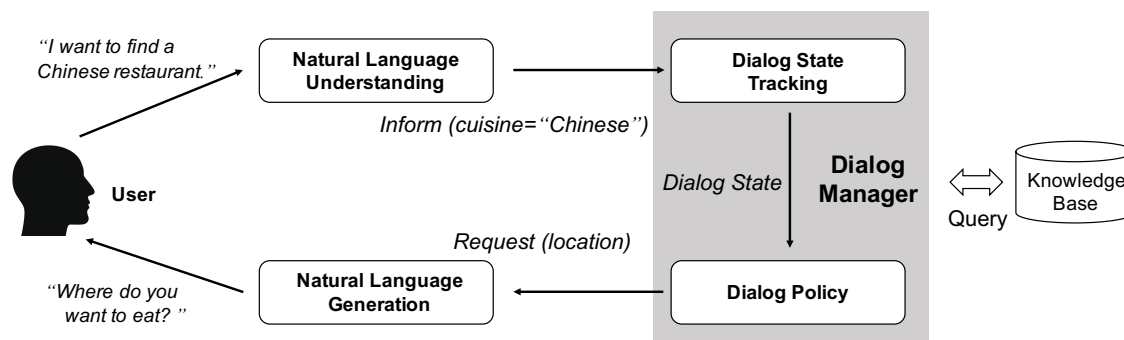 “I want to find a
Chinese restaurant.”
Natural Language
Understanding
Dialog State
Tracking
Inform (cuisine=“Chinese”)
User
Dialog State
Dialog
Manager
Knowledge
Base
Query
Request (location)
“Where do you
want to eat? ”
Natural Language
Generation
Dialog Policy